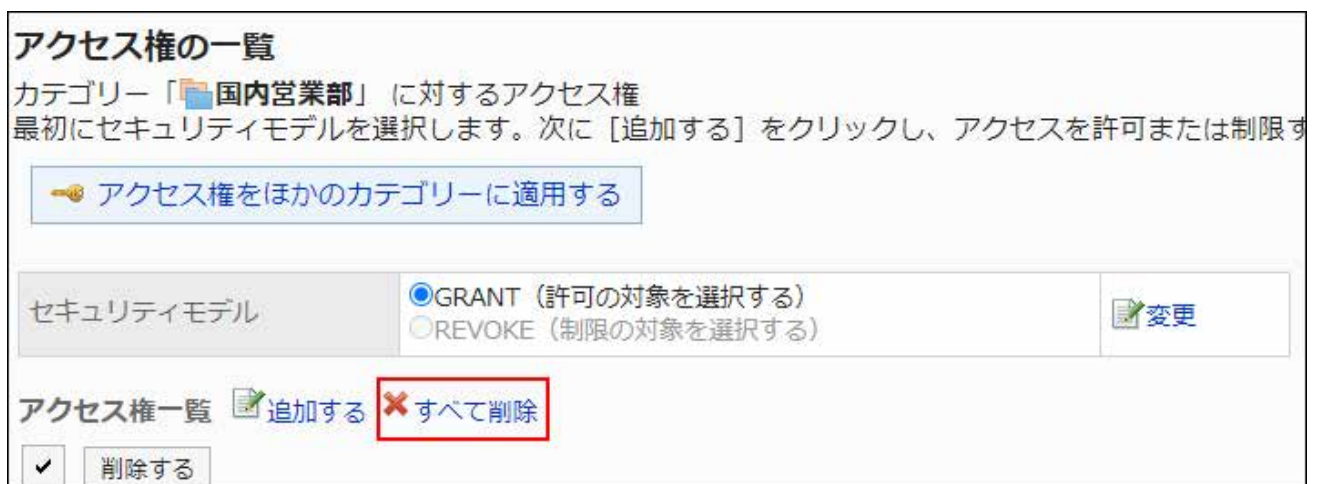 アクセス権の一覧
カテゴリー「国内営業部」 に対するアクセス権
最初にセキュリティモデルを選択します。次に [追加する] をクリックし、アクセスを許可または制限す
アクセス権をほかのカテゴリーに適用する
セキュリティモデル
GRANT（許可の対象を選択する）
REVOKE（制限の対象を選択する）
変更
アクセス権一覧 追加する すべて削除
削除する